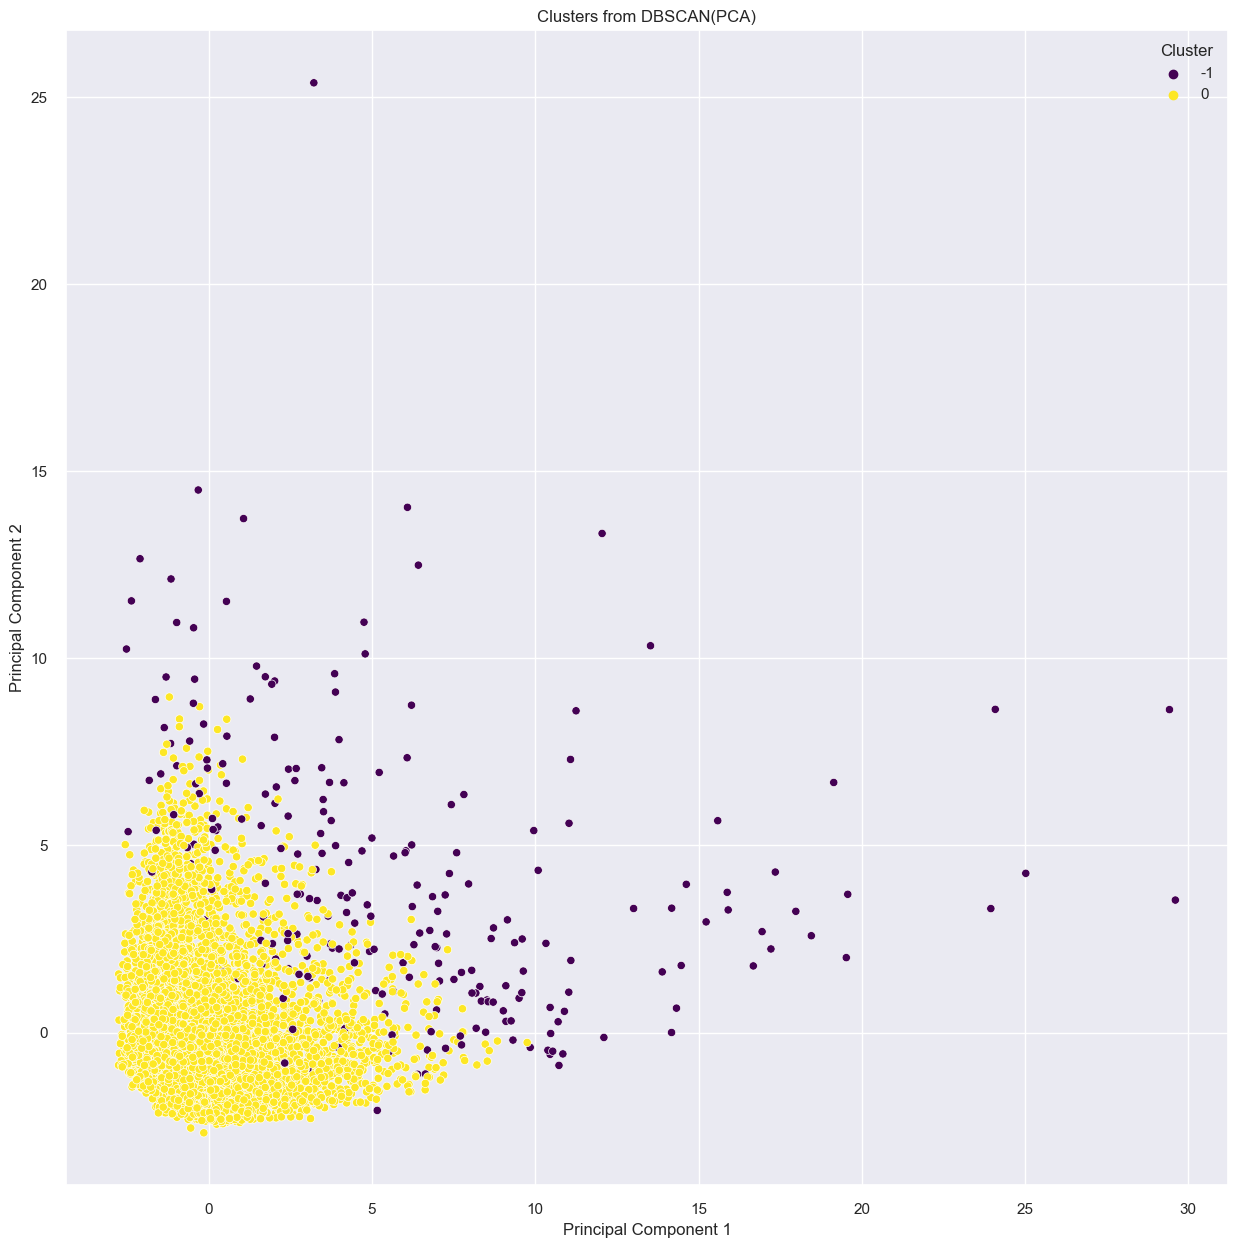 Clusters from DBSCAN(PCA)
Cluster
-1
0
25
20
15
10
5
0
Principal Component 2
0 5 10 15 20 25 30
Principal Component 1